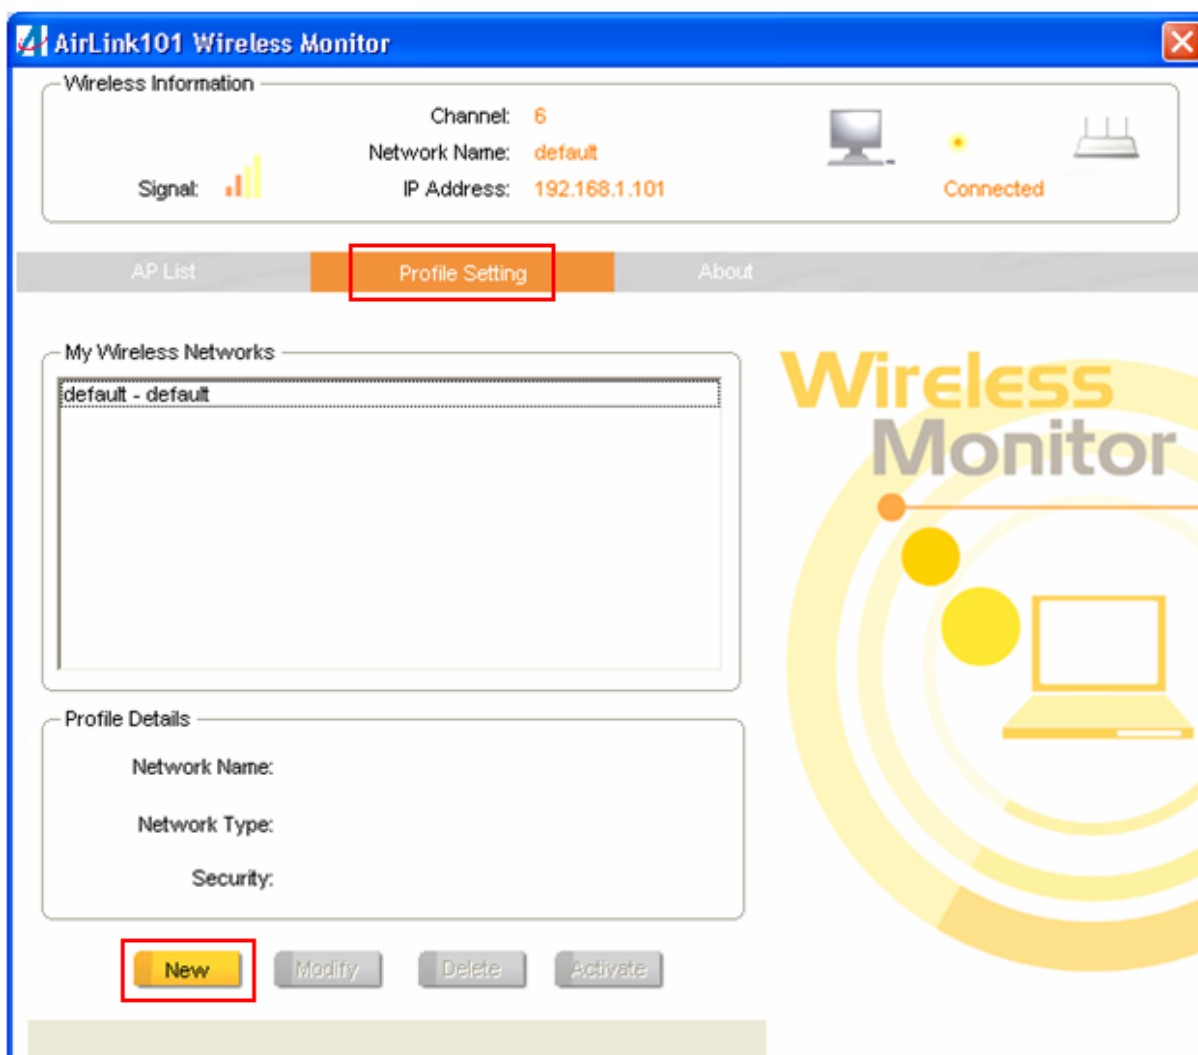 AirLink101 Wireless Monitor
Wireless Information
Channel: 6
Network Name: default
Signal: IP Address: 192.168.1.101
Connected
AP List Profile Setting About
My Wireless Networks
default - default
Wireless
Monitor
Profile Details
Network Name:
Network Type:
Security:
New Modify Delete Activate